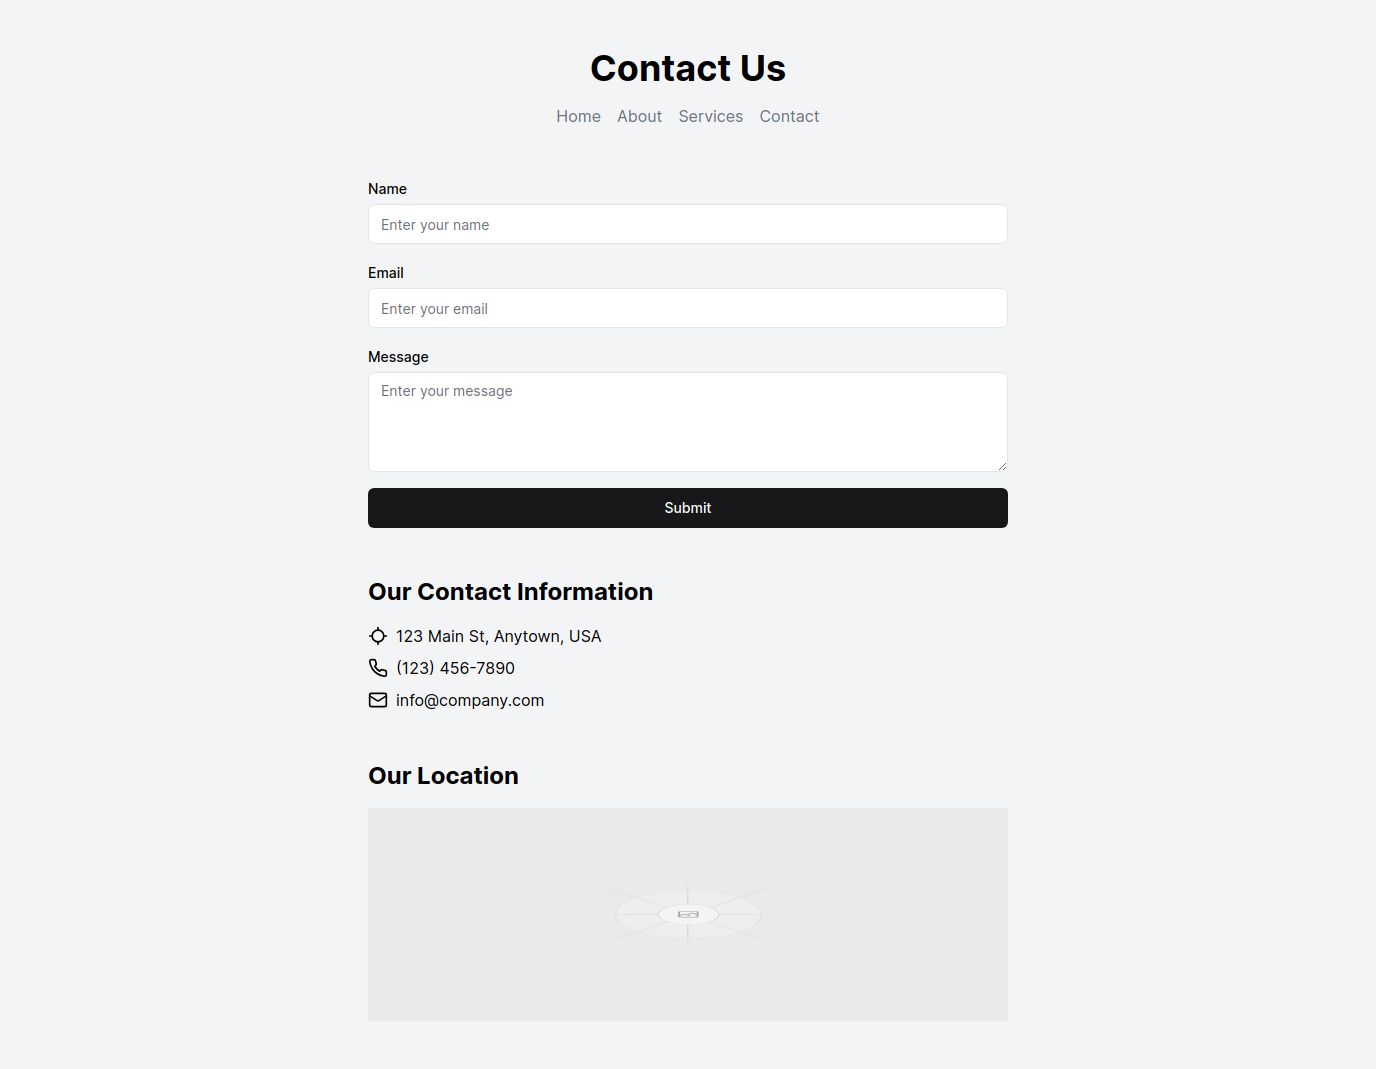 Contact Us
Home About Services Contact
Name
Enter your name
Email
Enter your email
Message
Enter your message
Submit
Our Contact Information
123 Main St, Anytown, USA
(123) 456-7890
info@company.com
Our Location